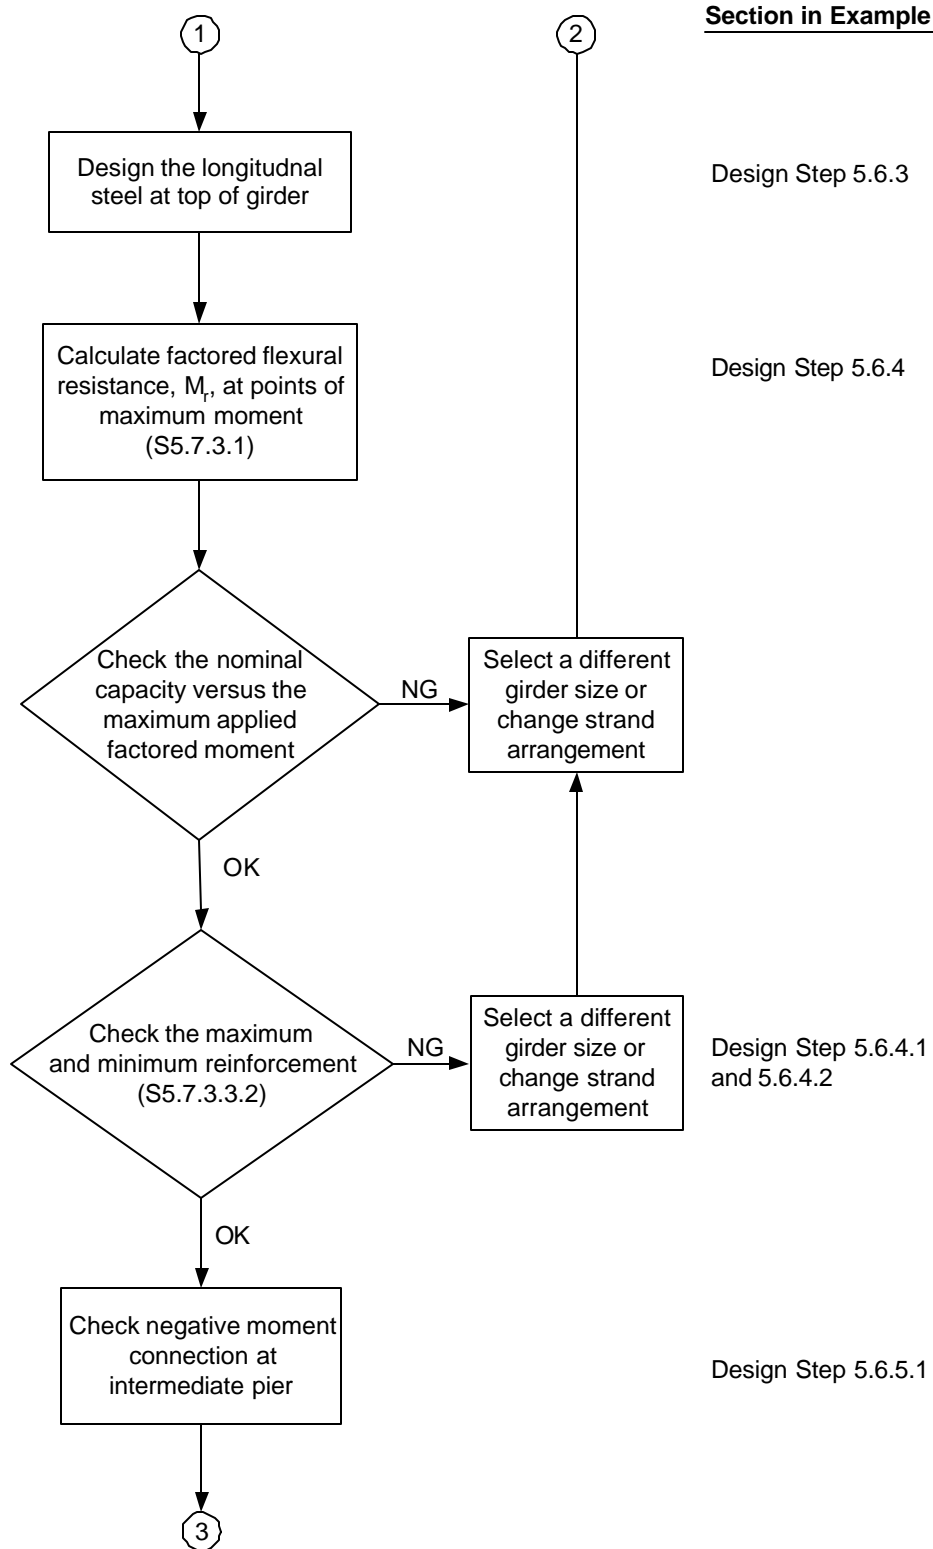 Section in Example
1
2
Design the longitudnal
steel at top of girder
Design Step 5.6.3
Calculate factored flexural
resistance, Mr, at points of
maximum moment
(S5.7.3.1)
Design Step 5.6.4
Check the nominal
capacity versus the
maximum applied
factored moment
NG
Select a different
girder size or
change strand
arrangement
OK
Check the maximum
and minimum reinforcement
(S5.7.3.3.2)
NG
Select a different
girder size or
change strand
arrangement
Design Step 5.6.4.1
and 5.6.4.2
OK
Check negative moment
connection at
intermediate pier
Design Step 5.6.5.1
3